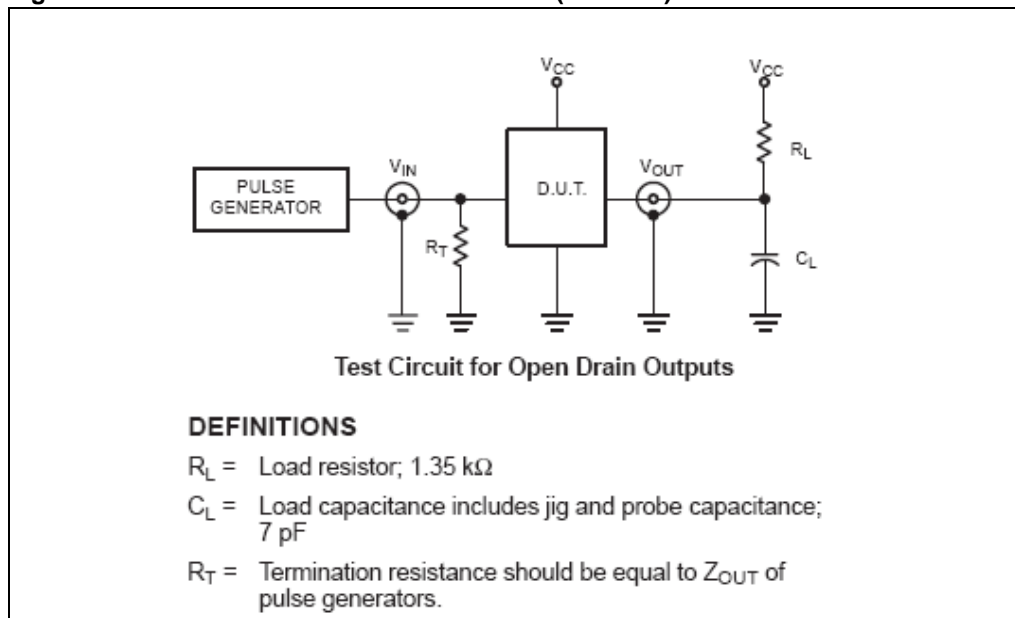 VCC
VCC
RL
VIN
VOUT
PULSE
GENERATOR
D.U.T.
RT
CL
Test Circuit for Open Drain Outputs
DEFINITIONS
RL = Load resistor; 1.35 kΩ
CL = Load capacitance includes jig and probe capacitance;
7 pF
RT = Termination resistance should be equal to ZOUT of
pulse generators.